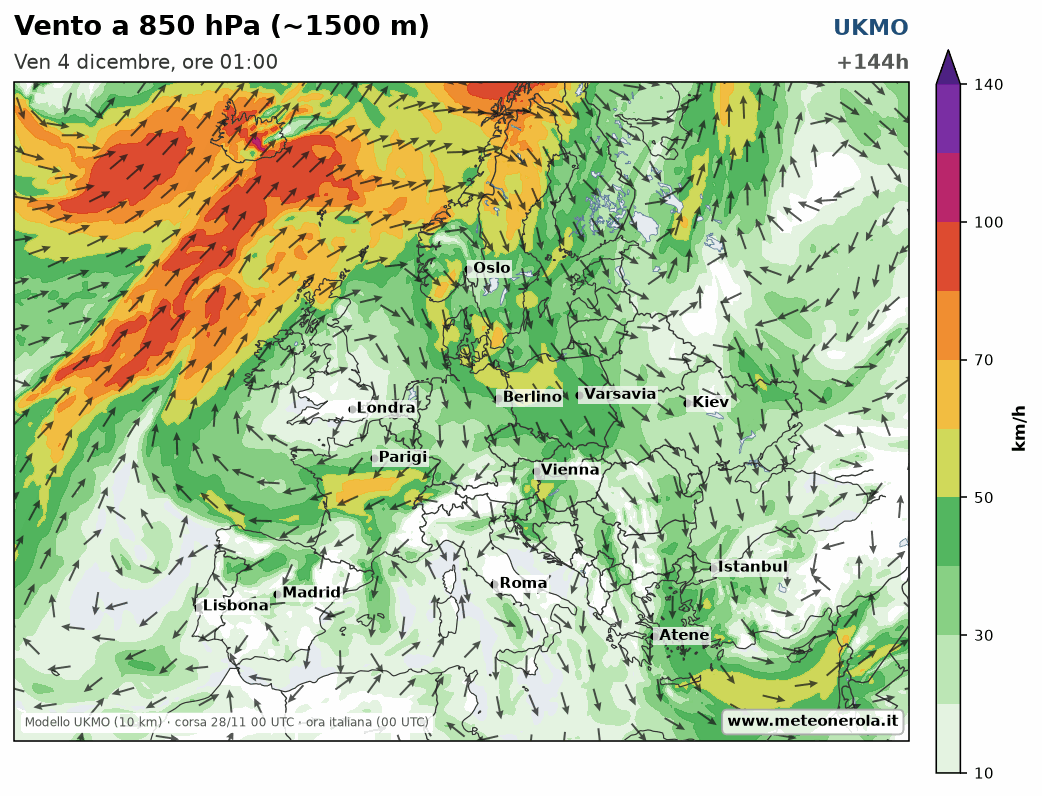 Vento a 850 hPa (~1500 m)
UKMO
Ven 4 dicembre, ore 01:00
+144h
140
100
70
50
30
10
km/h
Oslo
Berlino
Varsavia
Kiev
Londra
Parigi
Vienna
Istanbul
Roma
Madrid
Lisbona
Atene
Modello UKMO (10 km) · corsa 28/11 00 UTC · ora italiana (00 UTC)
www.meteonerola.it